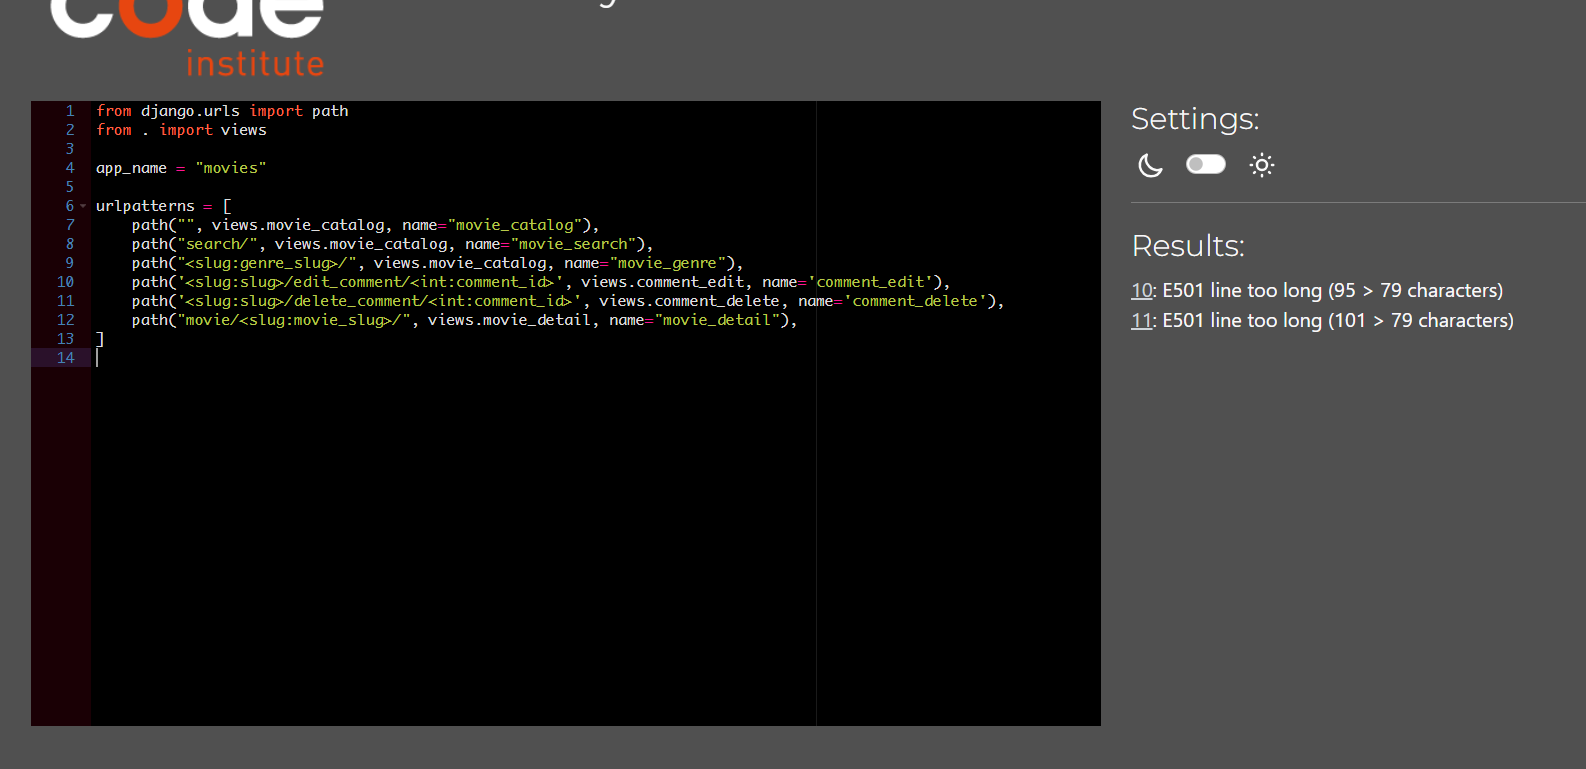 code
institute
1 from django.urls import path
2 from . import views
3
4 app_name = "movies"
5
6 urlpatterns = [
7     path("", views.movie_catalog, name="movie_catalog"),
8     path("search/", views.movie_catalog, name="movie_search"),
9     path("<slug:genre_slug>/", views.movie_catalog, name="movie_genre"),
10     path('<slug:slug>/edit_comment/<int:comment_id>', views.comment_edit, name='comment_edit'),
11     path('<slug:slug>/delete_comment/<int:comment_id>', views.comment_delete, name='comment_delete'),
12     path("movie/<slug:movie_slug>/", views.movie_detail, name="movie_detail"),
13 ]
14
Settings:
Results:
10: E501 line too long (95 > 79 characters)
11: E501 line too long (101 > 79 characters)